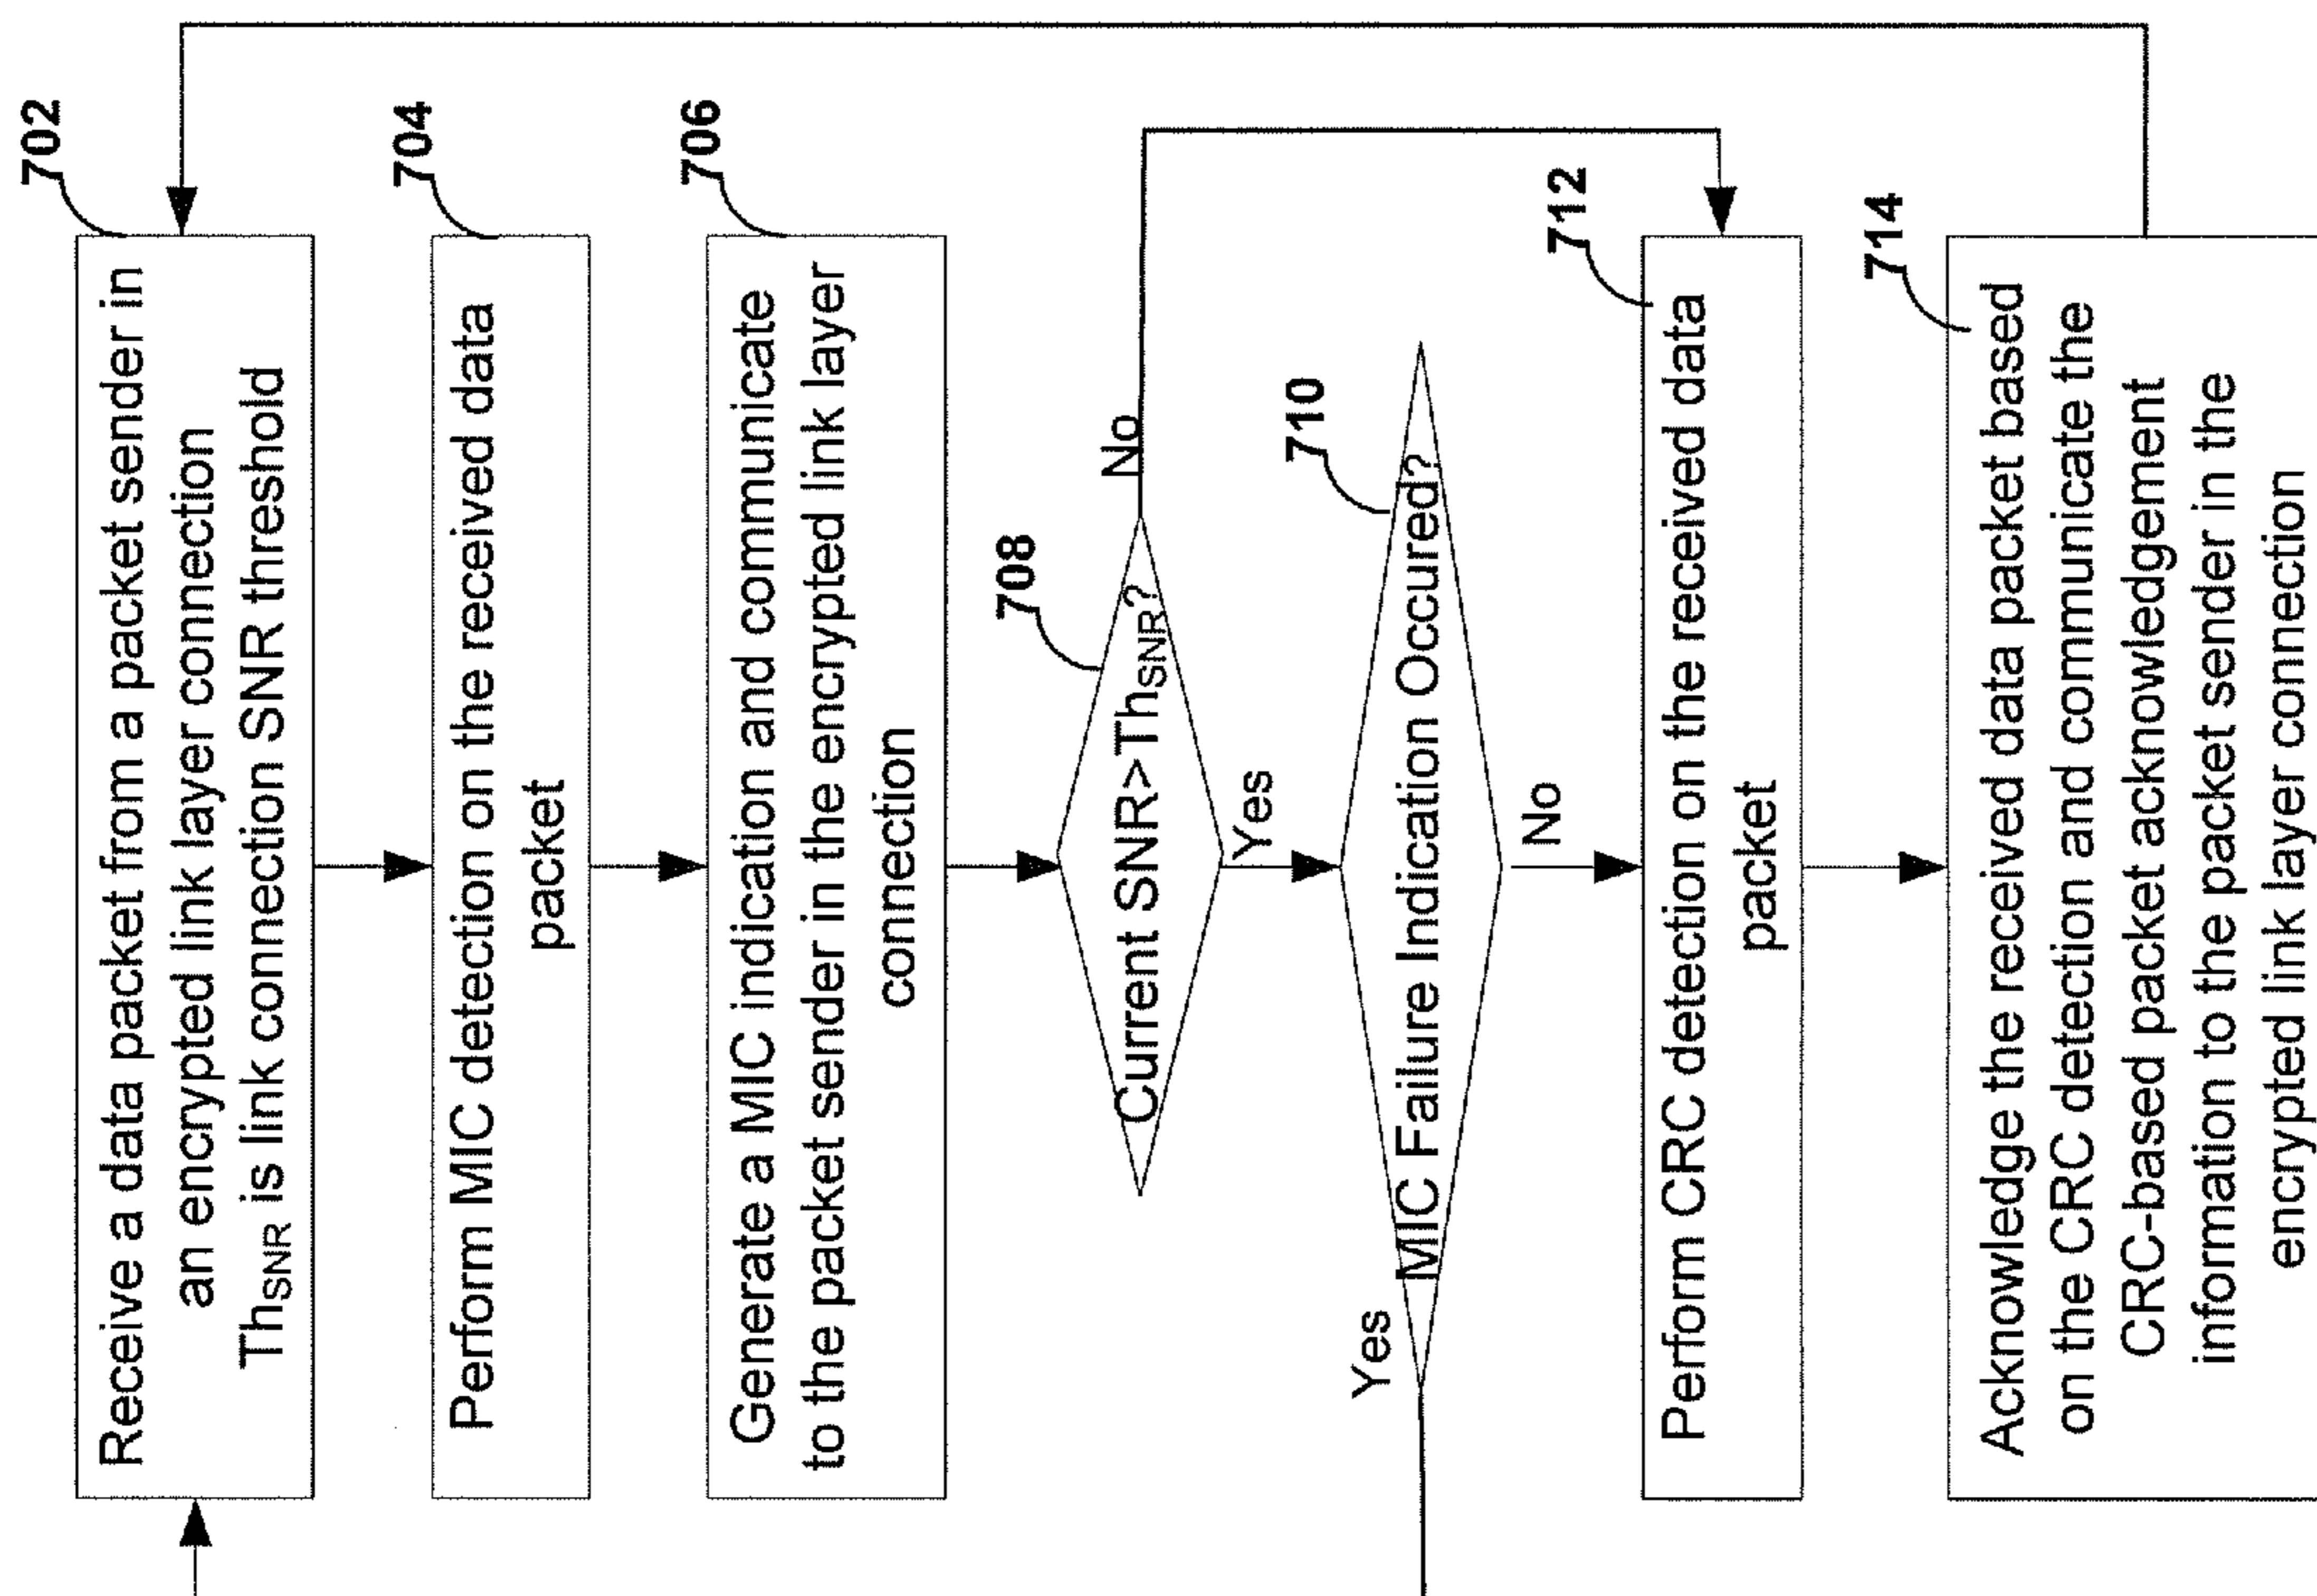 702
Receive a data packet from a packet sender in
an encrypted link layer connection
ThSNR is link connection SNR threshold
704
Perform MIC detection on the received data
packet
706
Generate a MIC indication and communicate
to the packet sender in the encrypted link layer
connection
708
Current SNR>ThSNR?
No
Yes
710
MIC Failure Indication Occured?
Yes
No
712
Perform CRC detection on the received data
packet
714
Acknowledge the received data packet based
on the CRC detection and communicate the
CRC-based packet acknowledgement
information to the packet sender in the
encrypted link layer connection